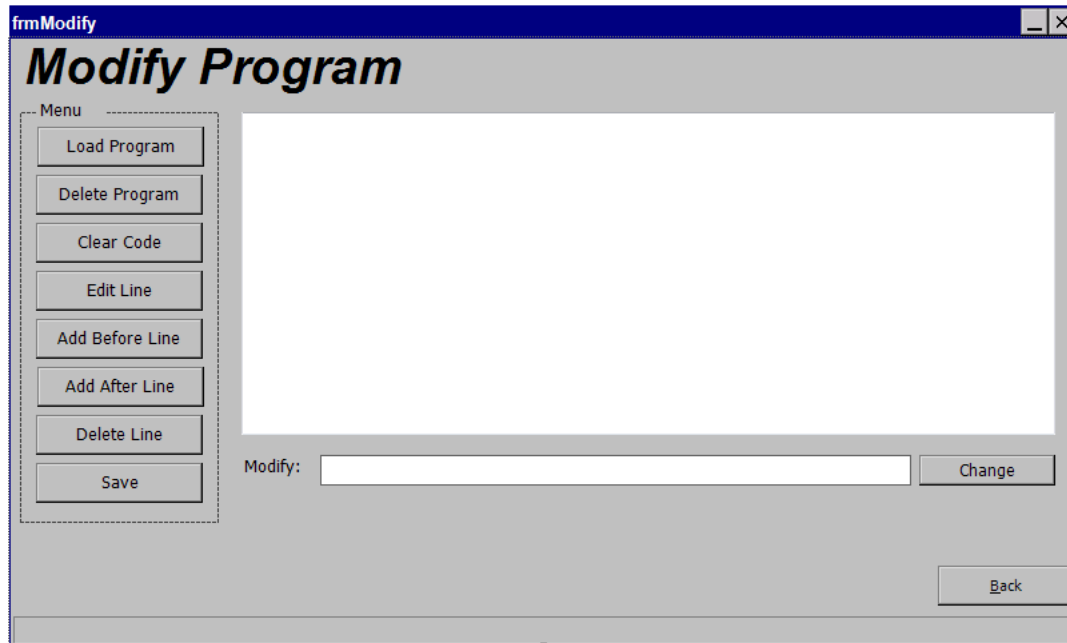 frmModify
Modify Program
Menu
Load Program
Delete Program
Clear Code
Edit Line
Add Before Line
Add After Line
Delete Line
Save
Modify:
Change
Back